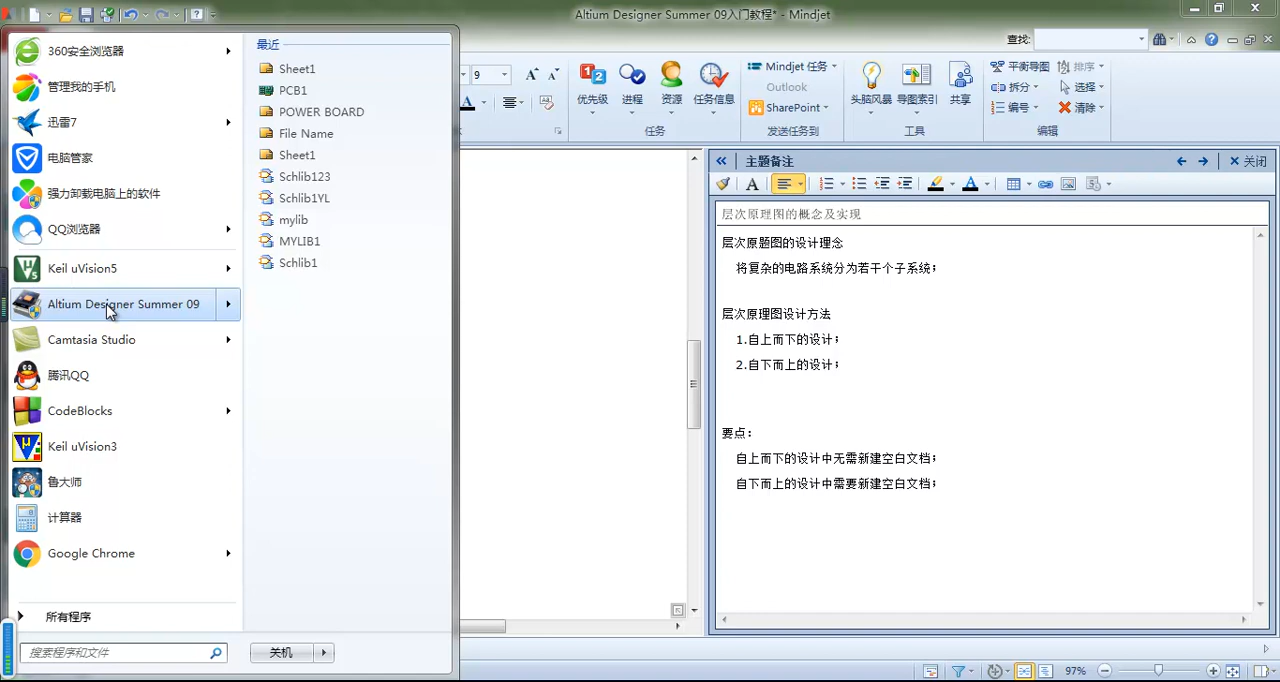 Altium Designer Summer 09入门教程* - Mindjet
查找:
360安全浏览器
管理我的手机
迅雷7
电脑管家
强力卸载电脑上的软件
QQ浏览器
Keil uVision5
Altium Designer Summer 09
Camtasia Studio
腾讯QQ
CodeBlocks
Keil uVision3
鲁大师
计算器
Google Chrome
所有程序
搜索程序和文件
关机
最近
Sheet1
PCB1
POWER BOARD
File Name
Sheet1
Schlib123
Schlib1YL
mylib
MYLIB1
Schlib1
9
优先级
进程
资源
任务信息
任务
Mindjet 任务
Outlook
SharePoint
发送任务到
头脑风暴
导图索引
共享
工具
平衡导图
排序
拆分
选择
编号
清除
编辑
主题备注
关闭
层次原理图的概念及实现
层次原题图的设计理念
将复杂的电路系统分为若干个子系统;
层次原理图设计方法
1.自上而下的设计;
2.自下而上的设计;
要点:
自上而下的设计中无需新建空白文档;
自下而上的设计中需要新建空白文档;
97%